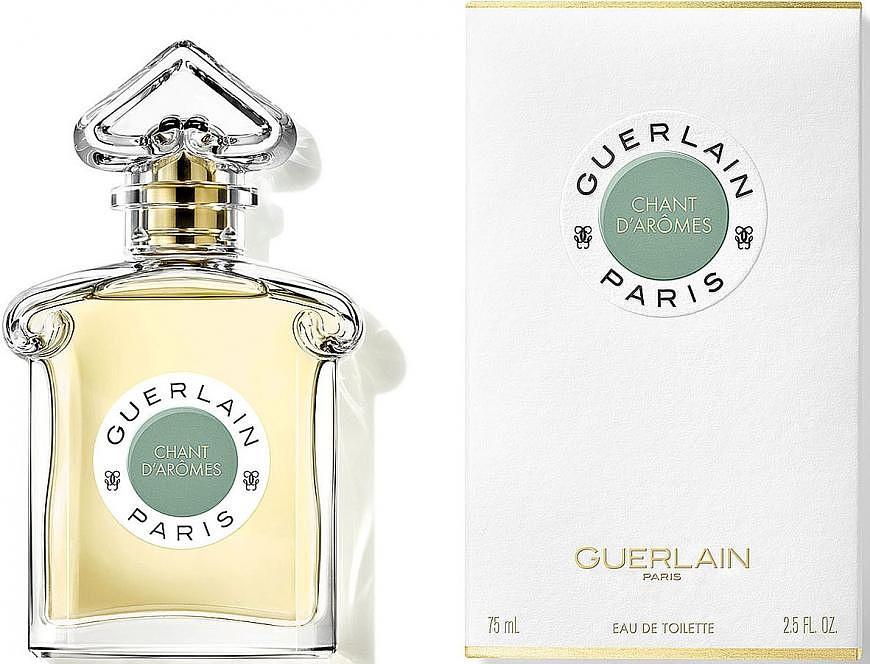 GUERLAIN
CHANT
D'ARÔMES
PARIS
GUERLAIN
CHANT
D'ARÔMES
PARIS
GUERLAIN
PARIS
75 mL
EAU DE TOILETTE
2.5 FL. OZ.